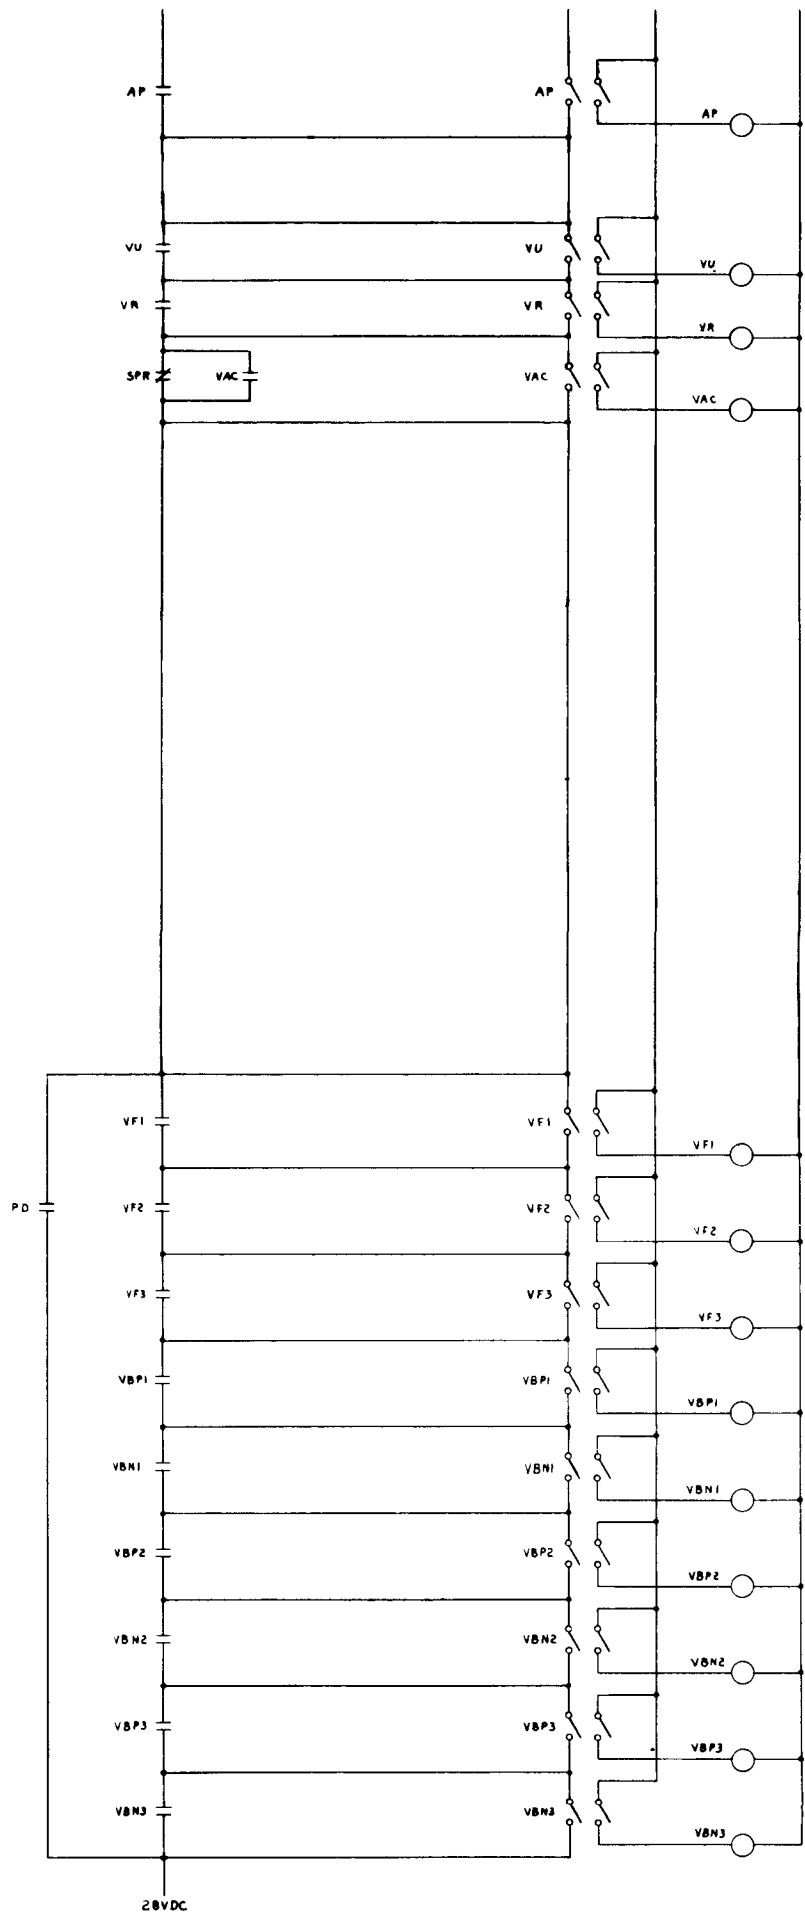 AP AP AP
VU VU VU
VR VR VR
SPR VAC VAC VAC
VF1 VF1 VF1
PD VF2 VF2 VF2
VF3 VF3 VF3
VBP1 VBP1 VBP1
VBN1 VBN1 VBN1
VBP2 VBP2 VBP2
VBN2 VBN2 VBN2
VBP3 VBP3 VBP3
VBN3 VBN3 VBN3
28VDC